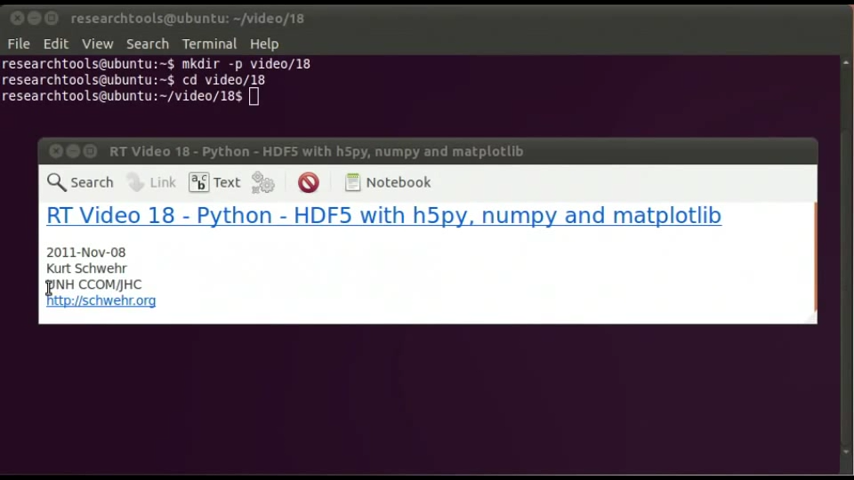 researchtools@ubuntu: ~/video/18
File Edit View Search Terminal Help
researchtools@ubuntu:~$ mkdir -p video/18
researchtools@ubuntu:~$ cd video/18
researchtools@ubuntu:~/video/18$
RT Video 18 - Python - HDF5 with h5py, numpy and matplotlib
Search Link Text Notebook
RT Video 18 - Python - HDF5 with h5py, numpy and matplotlib
2011-Nov-08
Kurt Schwehr
UNH CCOM/JHC
http://schwehr.org